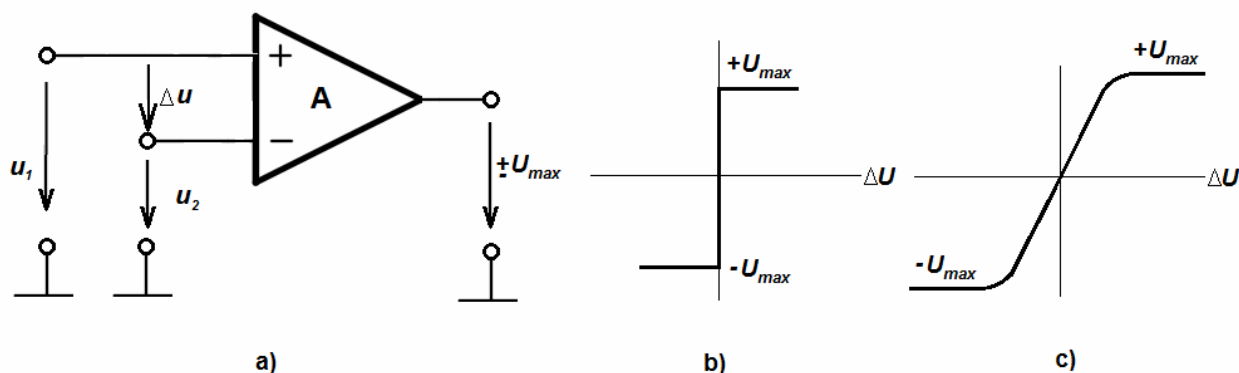 +
Δu
A
−
u1
u2
±Umax
a)
+Umax
ΔU
-Umax
b)
+Umax
ΔU
-Umax
c)